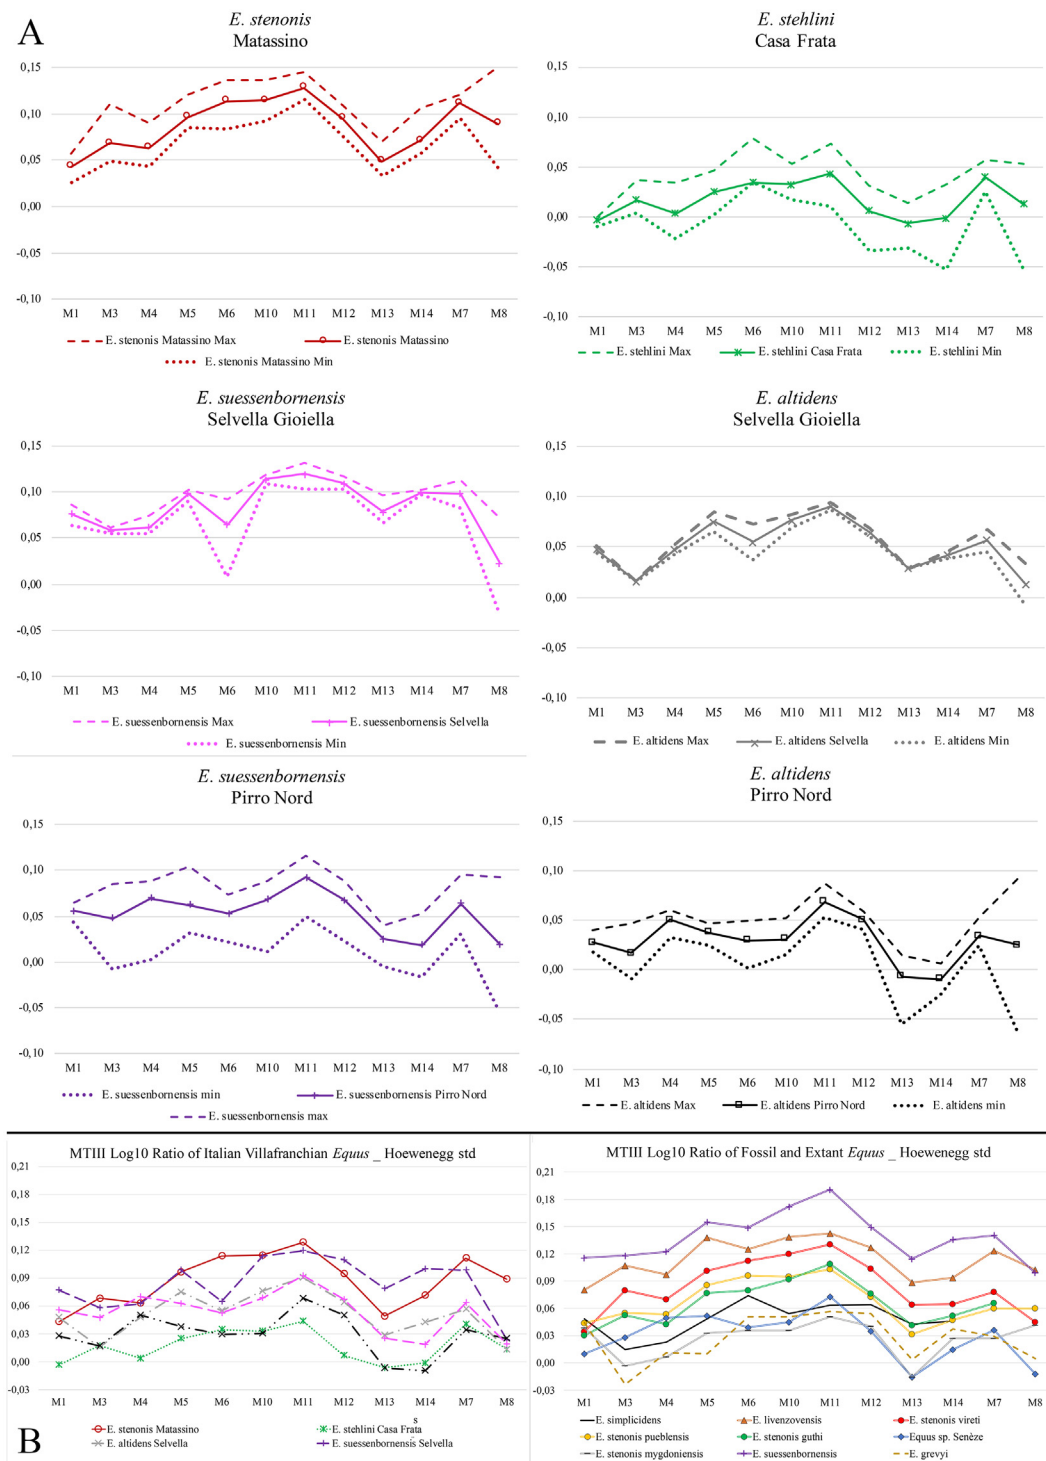 A
E. stenonis
Matassino
0,15
0,10
0,05
0,00
-0,05
-0,10
M1 M3 M4 M5 M6 M10 M11 M12 M13 M14 M7 M8
E. stenonis Matassino Max E. stenonis Matassino
E. stenonis Matassino Min
E. stehlini
Casa Frata
0,15
0,10
0,05
0,00
-0,05
-0,10
M1 M3 M4 M5 M6 M10 M11 M12 M13 M14 M7 M8
E. stehlini Max E. stehlini Casa Frata E. stehlini Min
E. suessenbornensis
Selvella Gioiella
0,15
0,10
0,05
0,00
-0,05
-0,10
M1 M3 M4 M5 M6 M10 M11 M12 M13 M14 M7 M8
E. suessenbornensis Max E. suessenbornensis Selvella
E. suessenbornensis Min
E. altidens
Selvella Gioiella
0,15
0,10
0,05
0,00
-0,05
-0,10
M1 M3 M4 M5 M6 M10 M11 M12 M13 M14 M7 M8
E. altidens Max E. altidens Selvella E. altidens Min
E. suessenbornensis
Pirro Nord
0,15
0,10
0,05
0,00
-0,05
-0,10
M1 M3 M4 M5 M6 M10 M11 M12 M13 M14 M7 M8
E. suessenbornensis min E. suessenbornensis Pirro Nord
E. suessenbornensis max
E. altidens
Pirro Nord
0,15
0,10
0,05
0,00
-0,05
-0,10
M1 M3 M4 M5 M6 M10 M11 M12 M13 M14 M7 M8
E. altidens Max E. altidens Pirro Nord E. altidens min
B
MTIII Log10 Ratio of Italian Villafranchian Equus _ Hoewenegg std
0,21
0,18
0,15
0,12
0,09
0,06
0,03
0,00
-0,03
M1 M3 M4 M5 M6 M10 M11 M12 M13 M14 M7 M8
s
E. stenonis Matassino E. stehlini Casa Frata
E. altidens Selvella E. suessenbornensis Selvella
MTIII Log10 Ratio of Fossil and Extant Equus _ Hoewenegg std
0,21
0,18
0,15
0,12
0,09
0,06
0,03
0,00
-0,03
M1 M3 M4 M5 M6 M10 M11 M12 M13 M14 M7 M8
E. simplicidens E. livenzovensis E. stenonis vireti
E. stenonis pueblensis E. stenonis guthi Equus sp. Senèze
E. stenonis mygdoniensis E. suessenbornensis E. grevyi